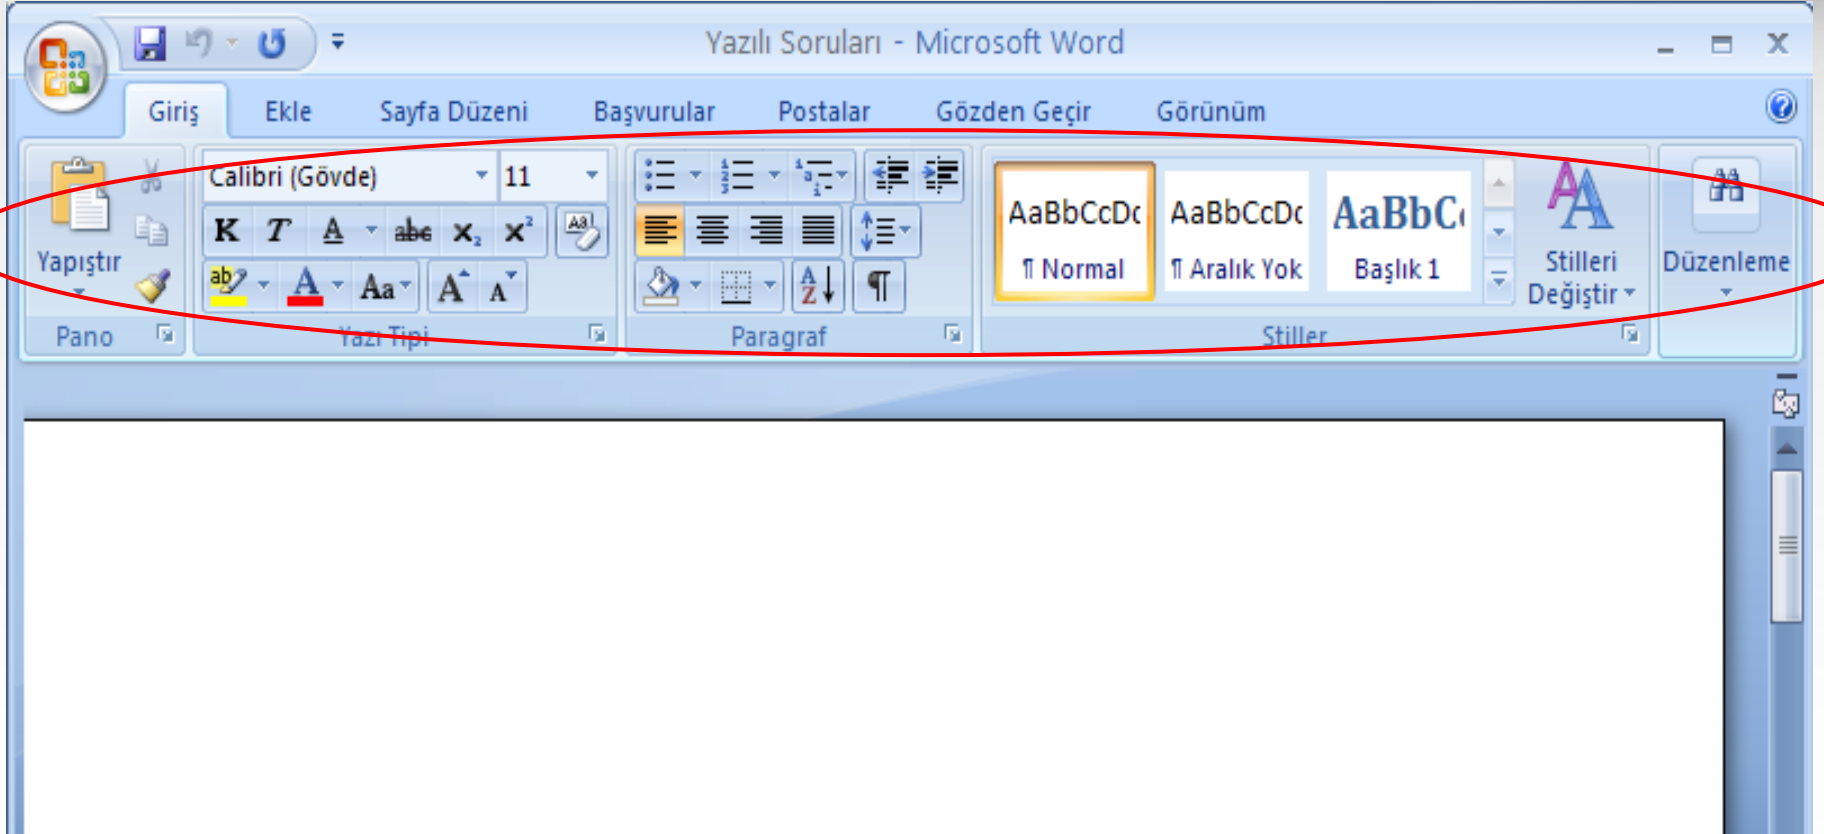 Yazılı Soruları - Microsoft Word
Giriş Ekle Sayfa Düzeni Başvurular Postalar Gözden Geçir Görünüm
Calibri (Gövde) 11
AaBbCcDc AaBbCcDc AaBbC
K T A abc x₂ x² Aa
Yapıştır ¶ Normal ¶ Aralık Yok Başlık 1 Stilleri Değiştir Düzenleme
ab A Aa A A A Z ¶
Pano Yazı Tipi Paragraf Stiller